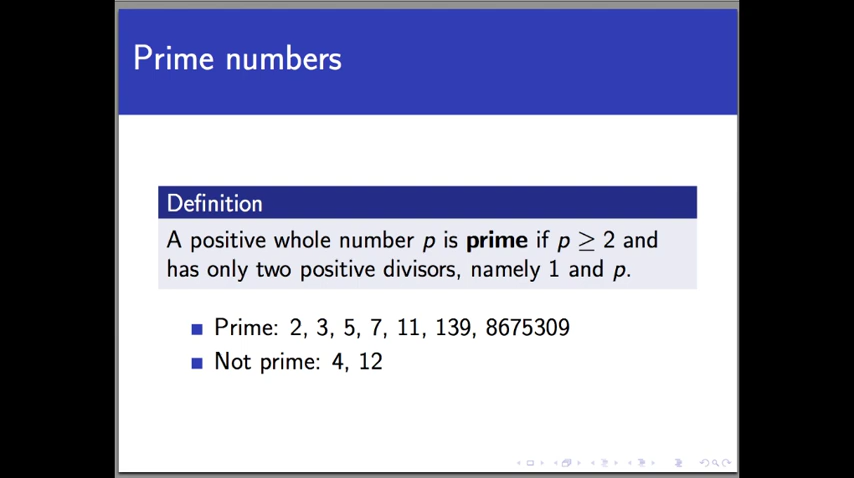 Prime numbers
Definition
A positive whole number p is prime if p ≥ 2 and
has only two positive divisors, namely 1 and p.
Prime: 2, 3, 5, 7, 11, 139, 8675309
Not prime: 4, 12